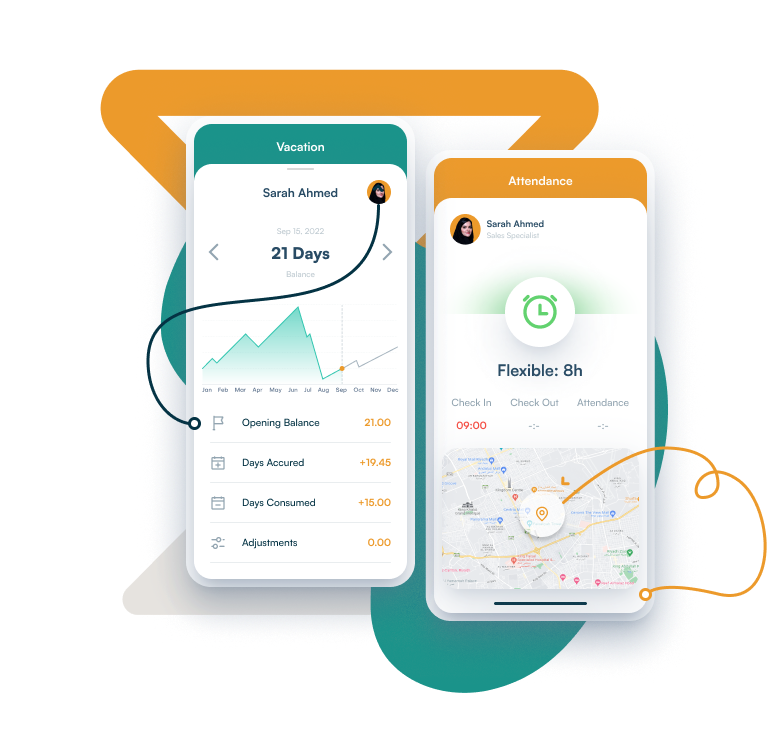 Vacation
Sarah Ahmed
Sep 15, 2022
21 Days
Balance
Jan Feb Mar Apr May Jun Jul Aug Sep Oct Nov Dec
Opening Balance 21.00
Days Accured +19.45
Days Consumed +15.00
Adjustments 0.00
Attendance
Sarah Ahmed
Sales Specialist
Flexible: 8h
Check In Check Out Attendance
09:00 -:- -:-